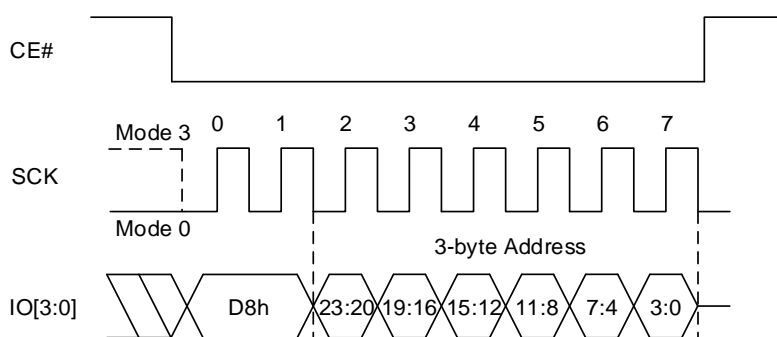 CE#
Mode 3 0 1 2 3 4 5 6 7
SCK
Mode 0
3-byte Address
IO[3:0] D8h 23:20 19:16 15:12 11:8 7:4 3:0